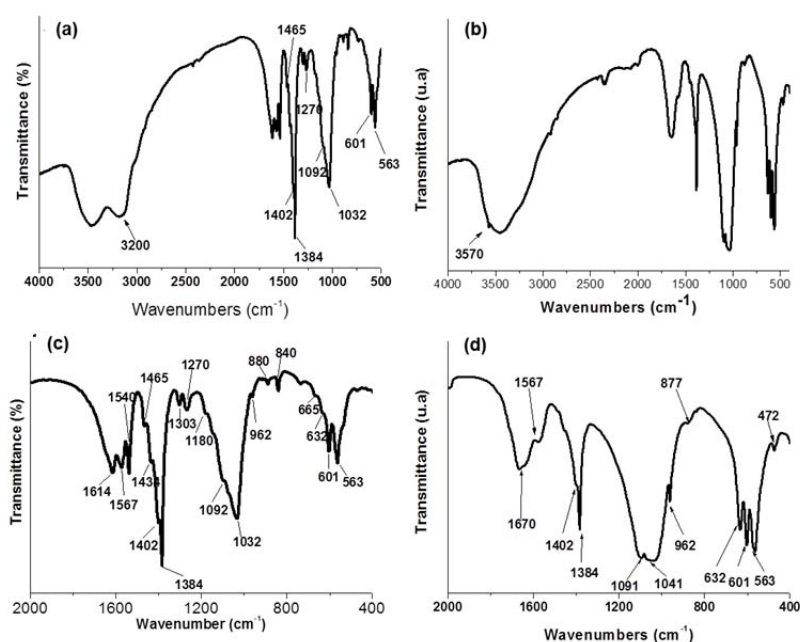 (a)
1465
1270
1092
601
563
1402
1032
1384
3200
Transmittance (%)
4000 3500 3000 2500 2000 1500 1000 500
Wavenumbers (cm⁻¹)
(b)
3570
Transmittance (u.a)
4000 3500 3000 2500 2000 1500 1000 500
Wavenumbers (cm⁻¹)
(c)
1465
1540
1270
880
840
1303
1180
962
665
632
601
563
1614
1567
1434
1092
1032
1402
1384
Transmittance (%)
2000 1600 1200 800 400
Wavenumber (cm⁻¹)
(d)
1567
877
472
1670
1402
1384
962
1091
1041
632
601
563
Transmittance (u.a)
2000 1600 1200 800 400
Wavenumbers (cm⁻¹)